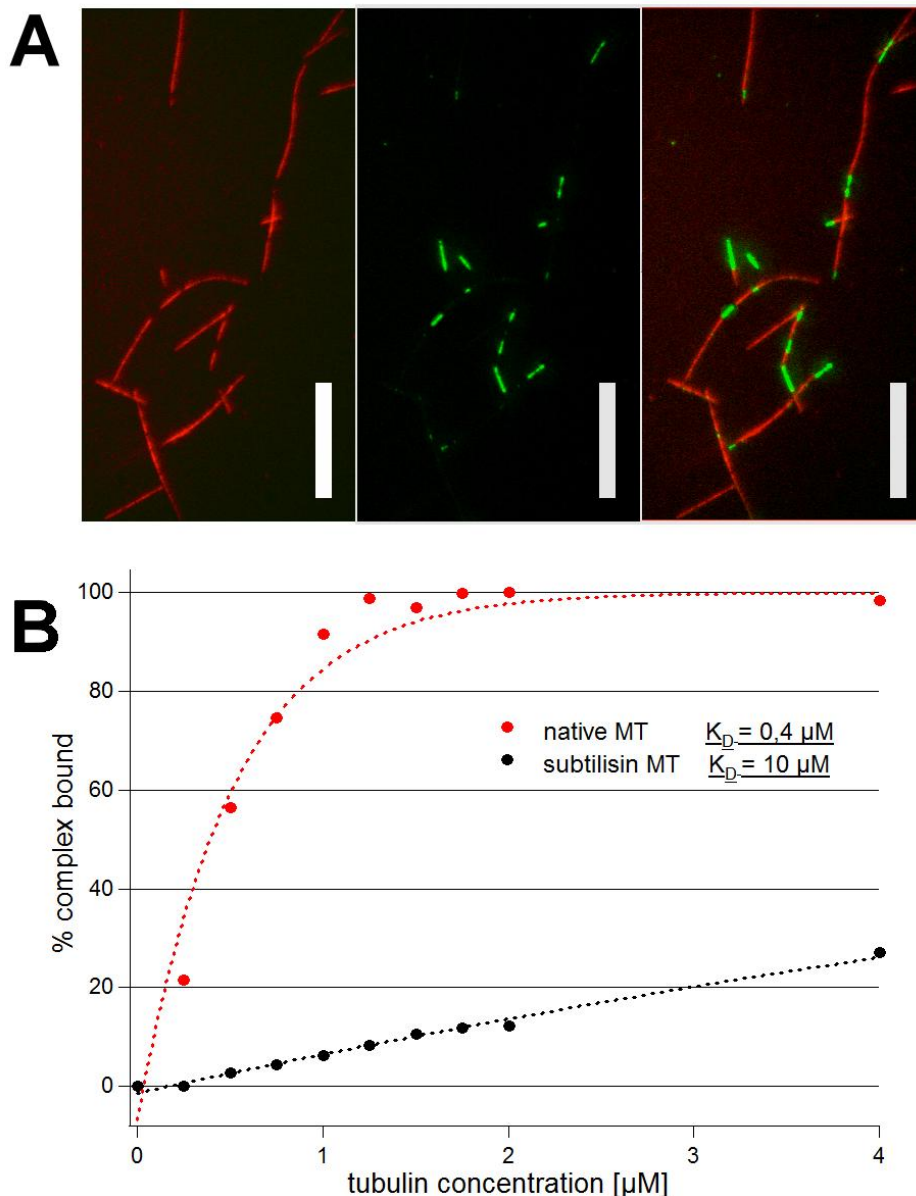 A
B
100
80
60
40
20
0
% complex bound
native MT K_D = 0,4 µM
subtilisin MT K_D = 10 µM
0 1 2 3 4
tubulin concentration [µM]